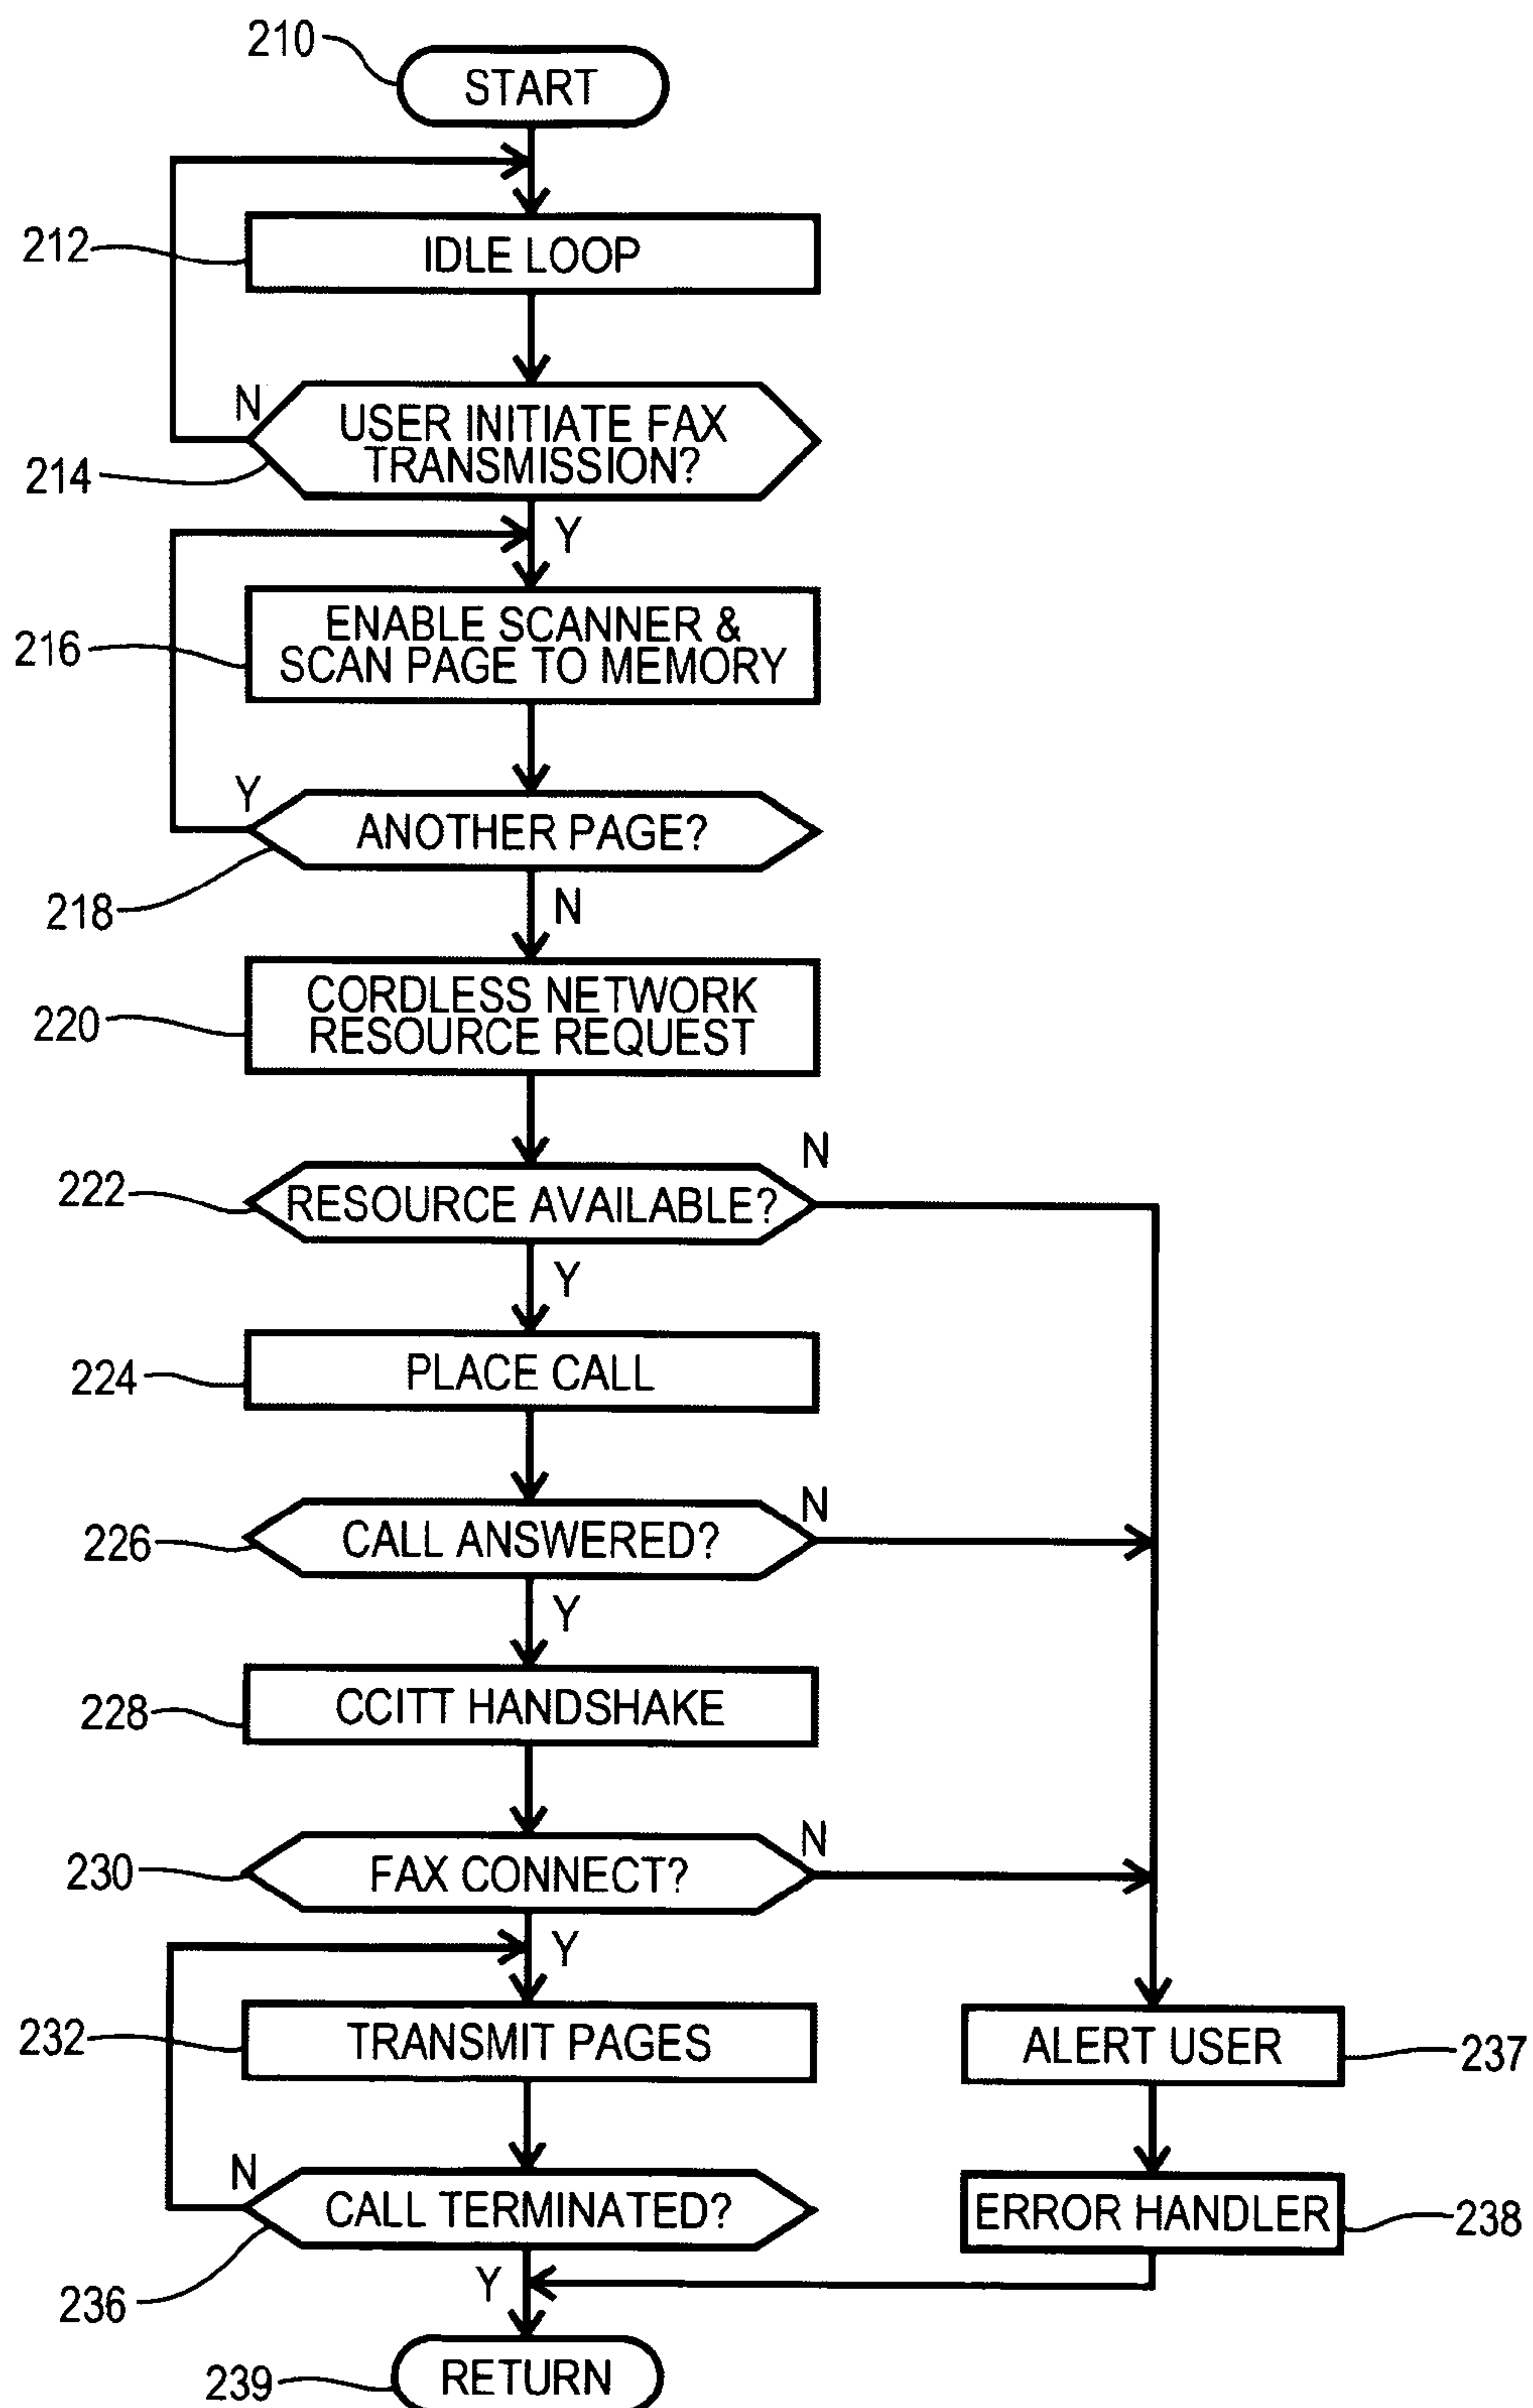 210
START
212
IDLE LOOP
N
USER INITIATE FAX
TRANSMISSION?
214
Y
ENABLE SCANNER &
SCAN PAGE TO MEMORY
216
Y
ANOTHER PAGE?
218
N
CORDLESS NETWORK
RESOURCE REQUEST
220
N
222
RESOURCE AVAILABLE?
Y
224
PLACE CALL
N
226
CALL ANSWERED?
Y
228
CCITT HANDSHAKE
N
230
FAX CONNECT?
Y
232
TRANSMIT PAGES
ALERT USER
237
N
CALL TERMINATED?
ERROR HANDLER
238
236
Y
239
RETURN